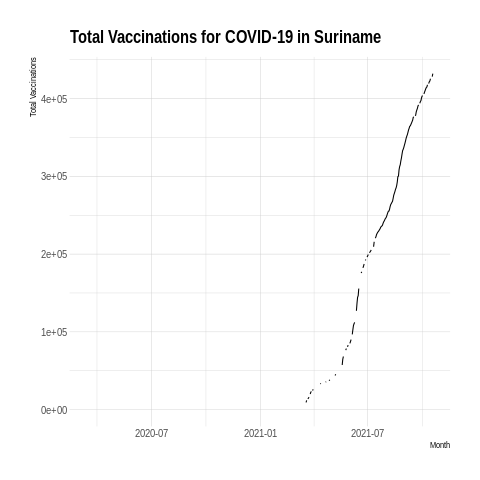 Total Vaccinations for COVID-19 in Suriname
Total Vaccinations
4e+05
3e+05
2e+05
1e+05
0e+00
2020-07 2021-01 2021-07
Month